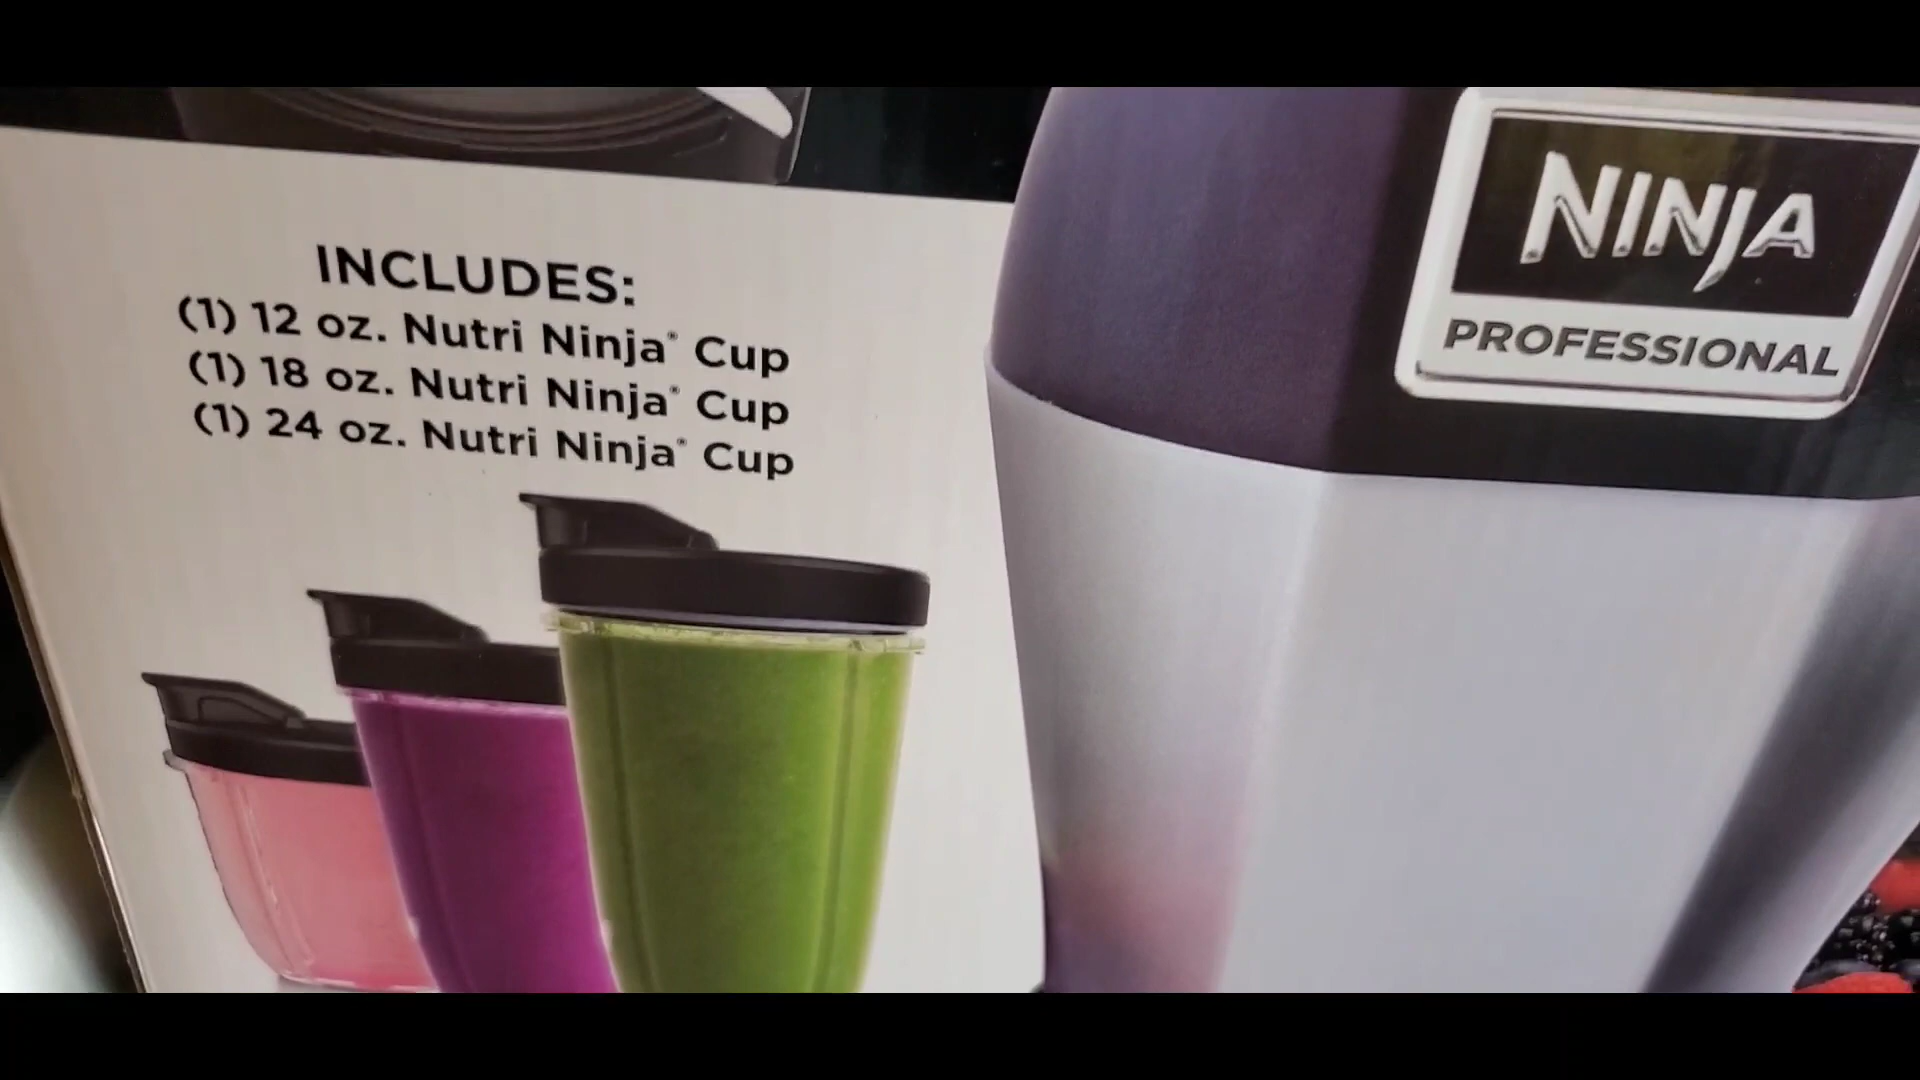 INCLUDES:
(1) 12 oz. Nutri Ninja® Cup
(1) 18 oz. Nutri Ninja® Cup
(1) 24 oz. Nutri Ninja® Cup
NINJA
PROFESSIONAL